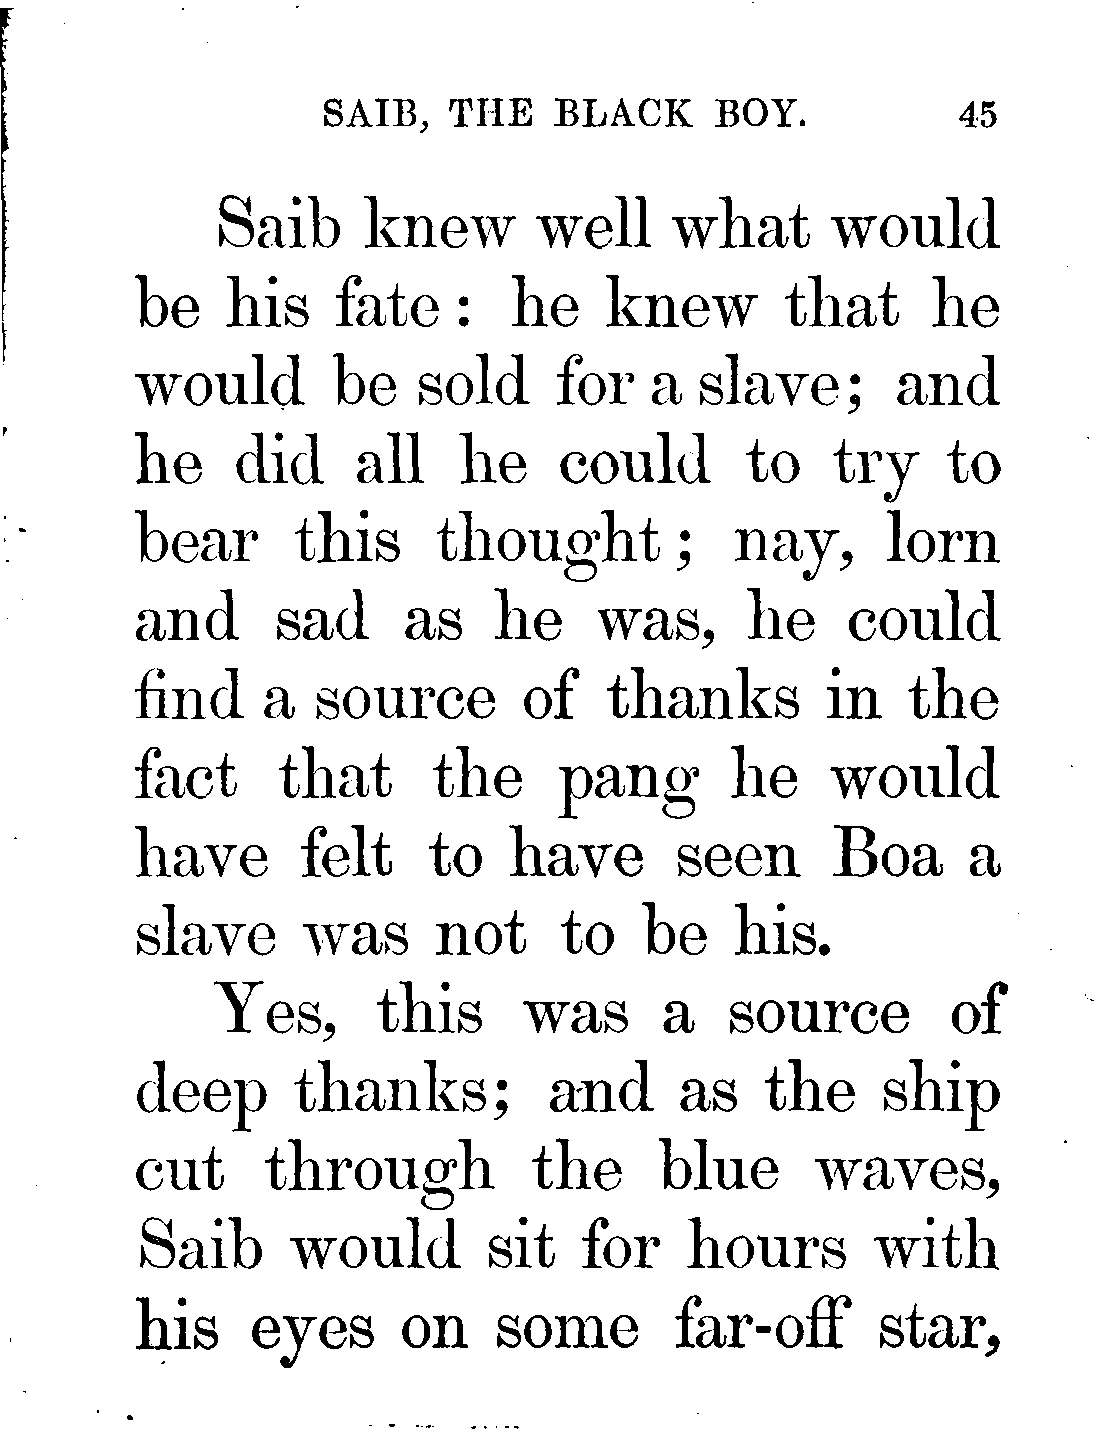 SAIB, THE BLACK BOY. 45
Saib knew well what would
be his fate : he knew that he
would be sold for a slave; and
he did all he could to try to
bear this thought ; nay, lorn
and sad as he was, he could
find a source of thanks in the
fact that the pang he would
have felt to have seen Boa a
slave was not to be his.
Yes, this was a source of
deep thanks; and as the ship
cut through the blue waves,
Saib would sit for hours with
his eyes on some far-off star,